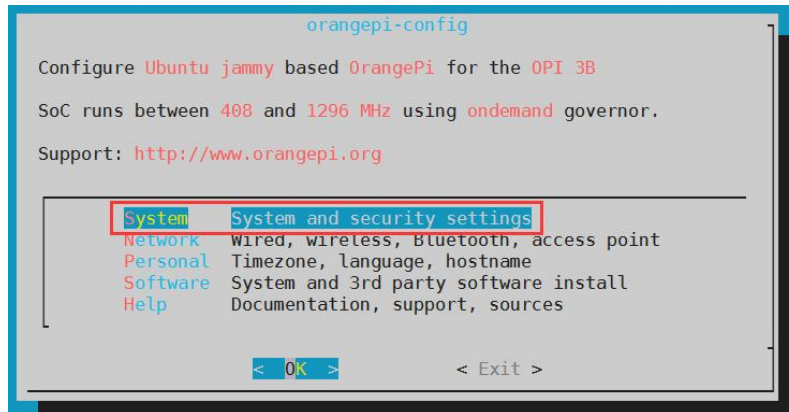 orangepi-config
Configure Ubuntu jammy based OrangePi for the OPI 3B
SoC runs between 408 and 1296 MHz using ondemand governor.
Support: http://www.orangepi.org
System System and security settings
Network Wired, wireless, Bluetooth, access point
Personal Timezone, language, hostname
Software System and 3rd party software install
Help Documentation, support, sources
< OK > < Exit >